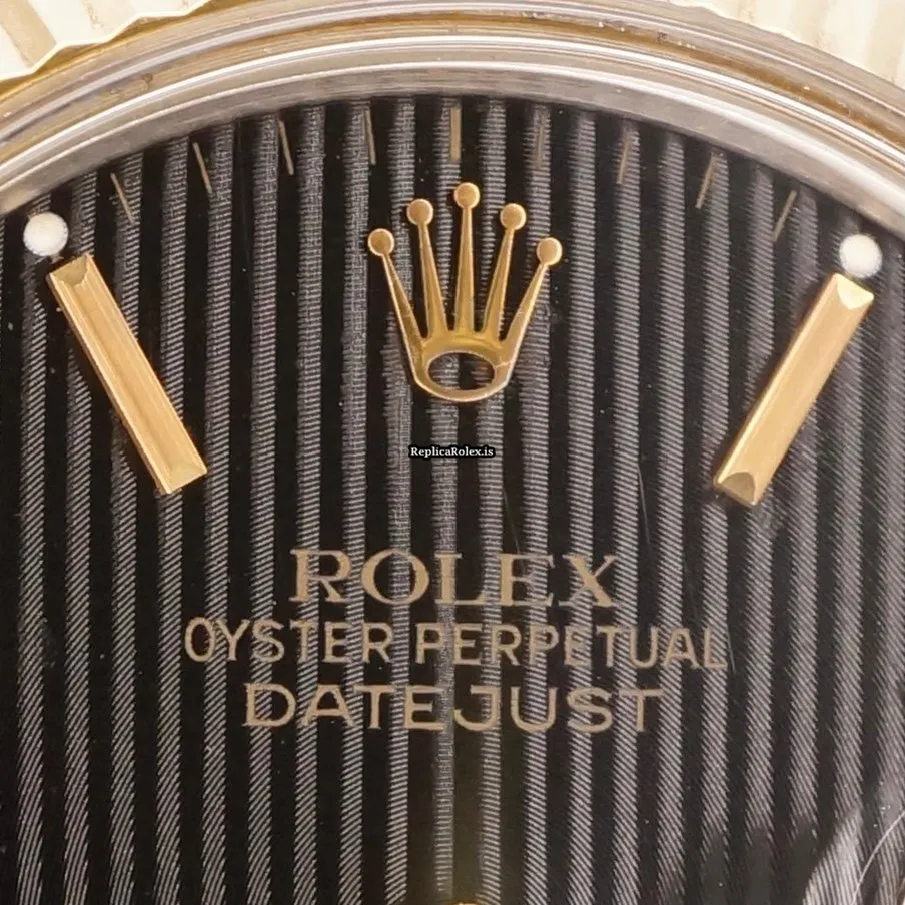 ReplicaRolex.is
ROLEX
OYSTER PERPETUAL
DATEJUST